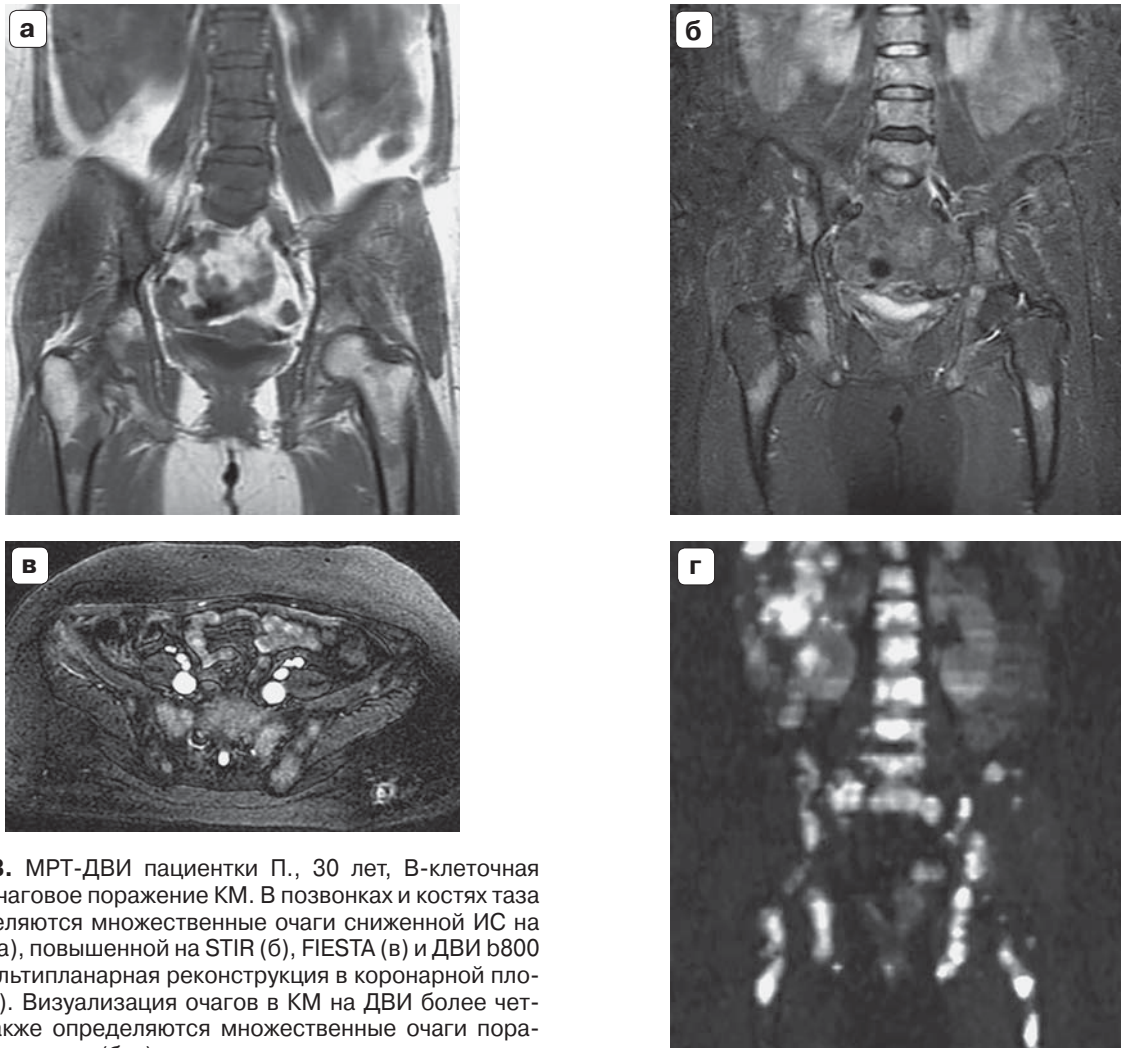 а
б
в
г
3. МРТ-ДВИ пациентки П., 30 лет, В-клеточная
наговое поражение КМ. В позвонках и костях таза
еляются множественные очаги сниженной ИС на
а), повышенной на STIR (б), FIESTA (в) и ДВИ b800
льтипланарная реконструкция в коронарной пло-
). Визуализация очагов в КМ на ДВИ более чет-
акже определяются множественные очаги пора-